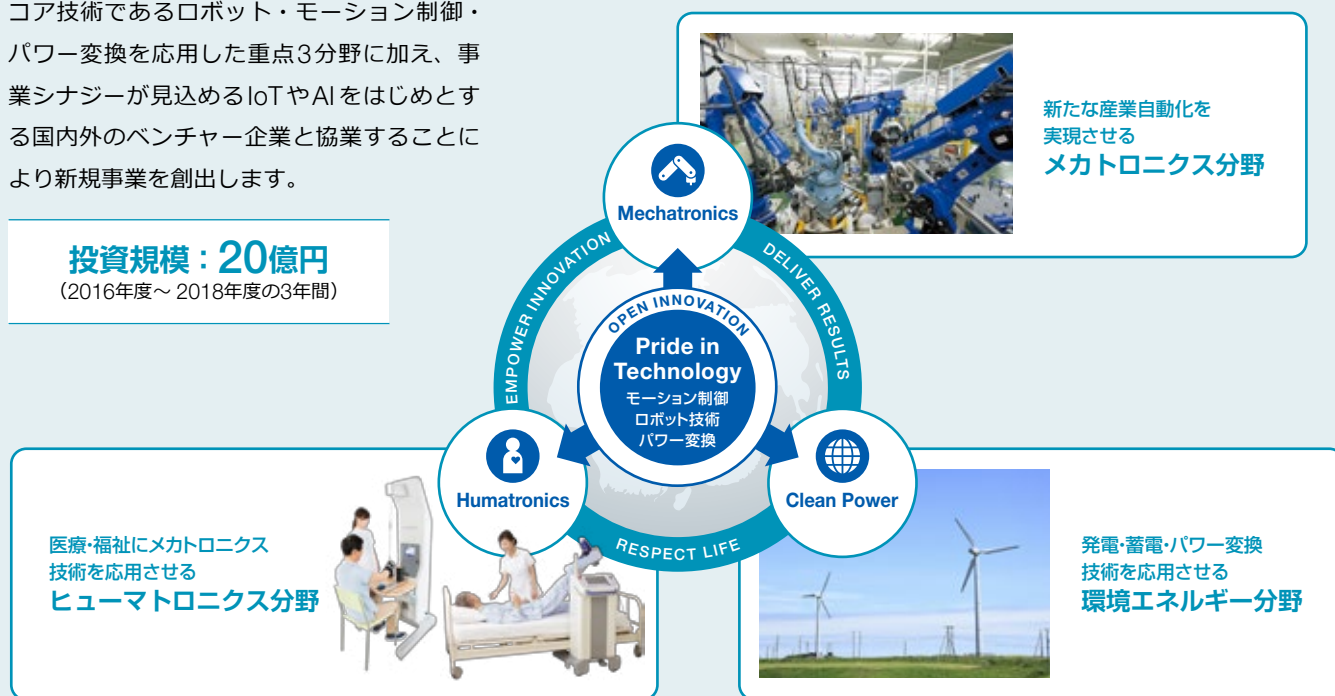 コア技術であるロボット・モーション制御・
パワー変換を応用した重点3分野に加え、事
業シナジーが見込めるIoTやAIをはじめとす
る国内外のベンチャー企業と協業することに
より新規事業を創出します。
投資規模：20億円
（2016年度～2018年度の3年間）
新たな産業自動化を
実現させる
メカトロニクス分野
Mechatronics
EMPOWER INNOVATION
DELIVER RESULTS
OPEN INNOVATION
Pride in
Technology
モーション制御
ロボット技術
パワー変換
Humatronics
Clean Power
RESPECT LIFE
医療・福祉にメカトロニクス
技術を応用させる
ヒューマトロニクス分野
発電・蓄電・パワー変換
技術を応用させる
環境エネルギー分野